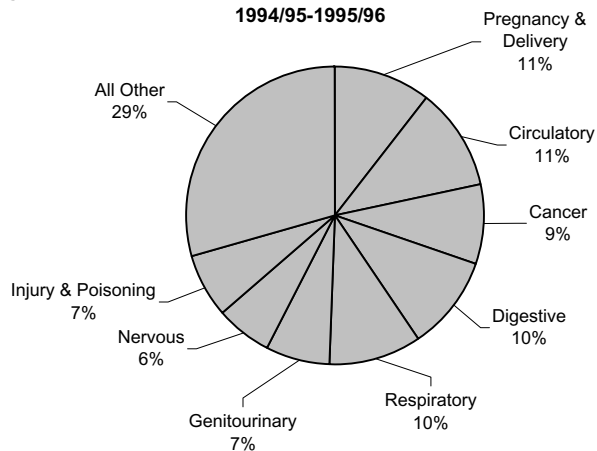 1994/95-1995/96
Pregnancy &
Delivery
11%
Circulatory
11%
Cancer
9%
Digestive
10%
Respiratory
10%
Genitourinary
7%
Nervous
6%
Injury & Poisoning
7%
All Other
29%